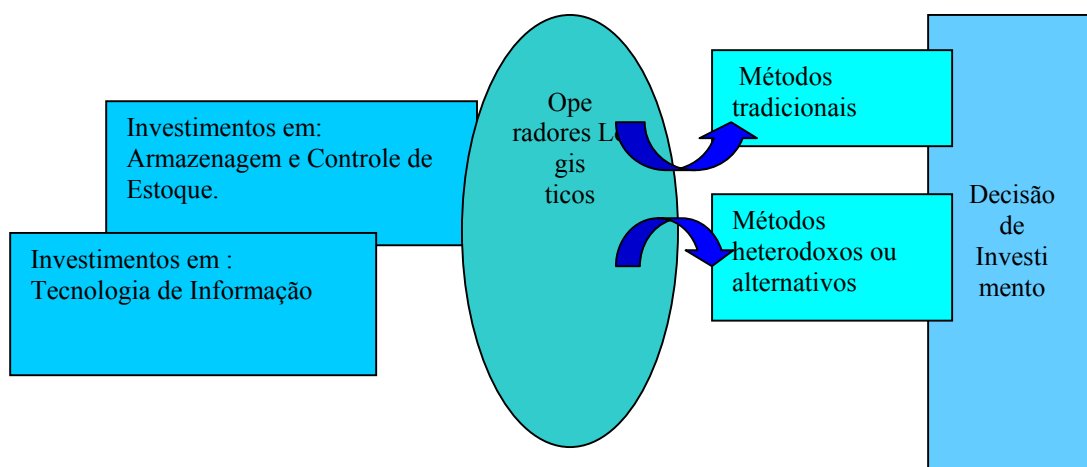 Investimentos em:
Armazenagem e Controle de
Estoque.
Investimentos em :
Tecnologia de Informação
Ope
radores Lo
gis
ticos
Métodos
tradicionais
Métodos
heterodoxos ou
alternativos
Decisão
de
Investi
mento